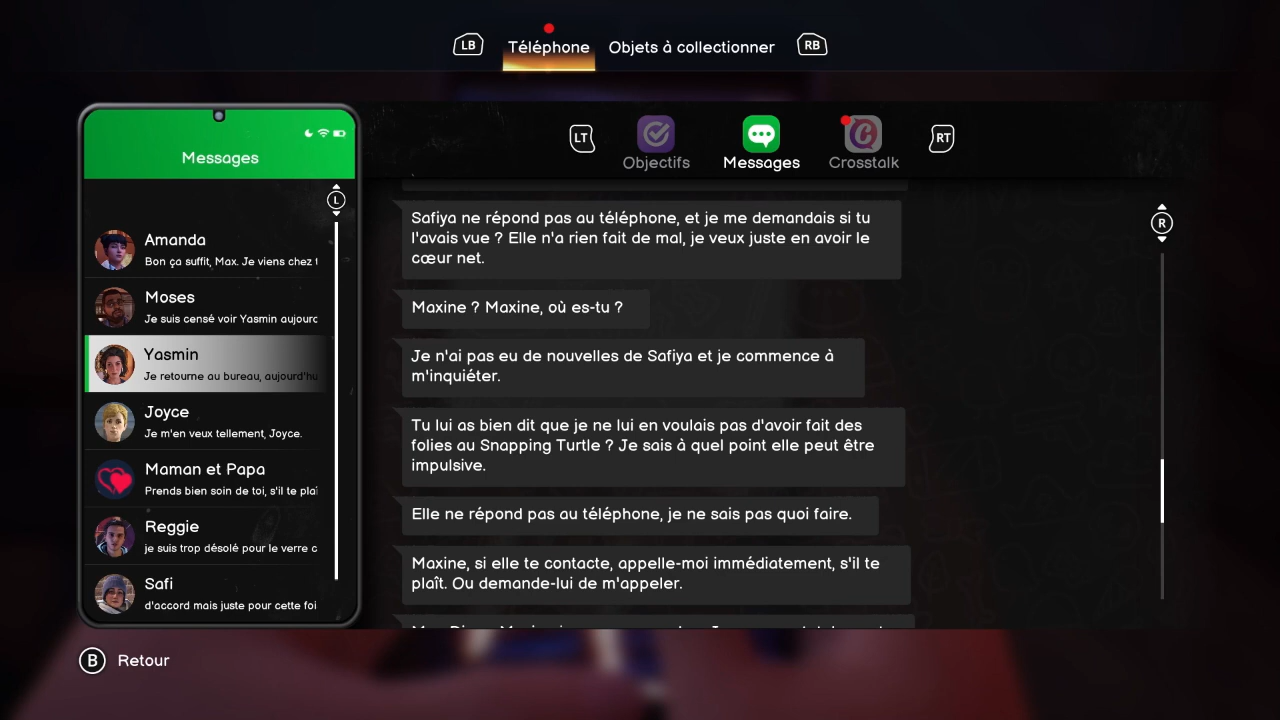 LB Téléphone Objets à collectionner RB
Messages
L
Amanda
Bon ça suffit, Max. Je viens chez
Moses
Je suis censé voir Yasmin aujourd
Yasmin
Je retourne au bureau, aujourd'hu
Joyce
Je m'en veux tellement, Joyce.
Maman et Papa
Prends bien soin de toi, s'il te plaî
Reggie
je suis trop désolé pour le verre c
Safi
d'accord mais juste pour cette foi
LT Objectifs Messages Crosstalk RT
R
Safiya ne répond pas au téléphone, et je me demandais si tu
l'avais vue ? Elle n'a rien fait de mal, je veux juste en avoir le
cœur net.
Maxine ? Maxine, où es-tu ?
Je n'ai pas eu de nouvelles de Safiya et je commence à
m'inquiéter.
Tu lui as bien dit que je ne lui en voulais pas d'avoir fait des
folies au Snapping Turtle ? Je sais à quel point elle peut être
impulsive.
Elle ne répond pas au téléphone, je ne sais pas quoi faire.
Maxine, si elle te contacte, appelle-moi immédiatement, s'il te
plaît. Ou demande-lui de m'appeler.
B Retour